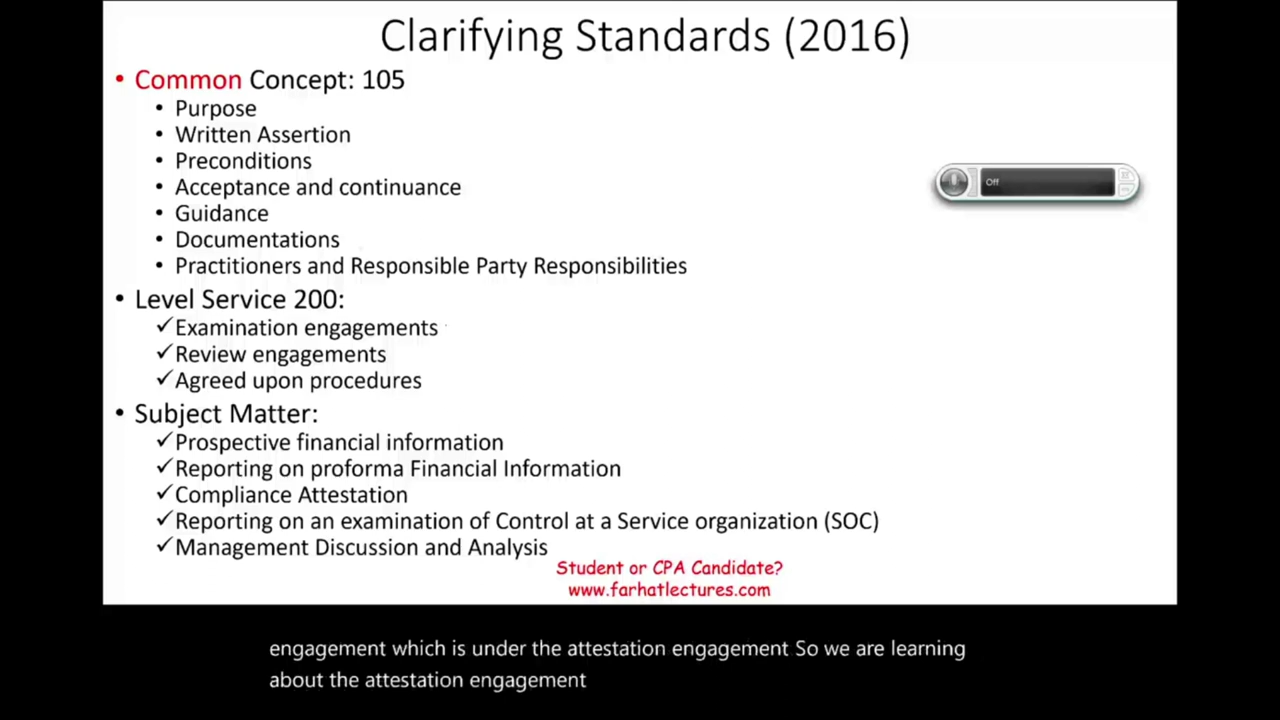 Clarifying Standards (2016)
• Common Concept: 105
• Purpose
• Written Assertion
• Preconditions
• Acceptance and continuance
• Guidance
• Documentations
• Practitioners and Responsible Party Responsibilities
• Level Service 200:
✓Examination engagements
✓Review engagements
✓Agreed upon procedures
• Subject Matter:
✓Prospective financial information
✓Reporting on proforma Financial Information
✓Compliance Attestation
✓Reporting on an examination of Control at a Service organization (SOC)
✓Management Discussion and Analysis
Off
Student or CPA Candidate?
www.farhatlectures.com
engagement which is under the attestation engagement So we are learning
about the attestation engagement